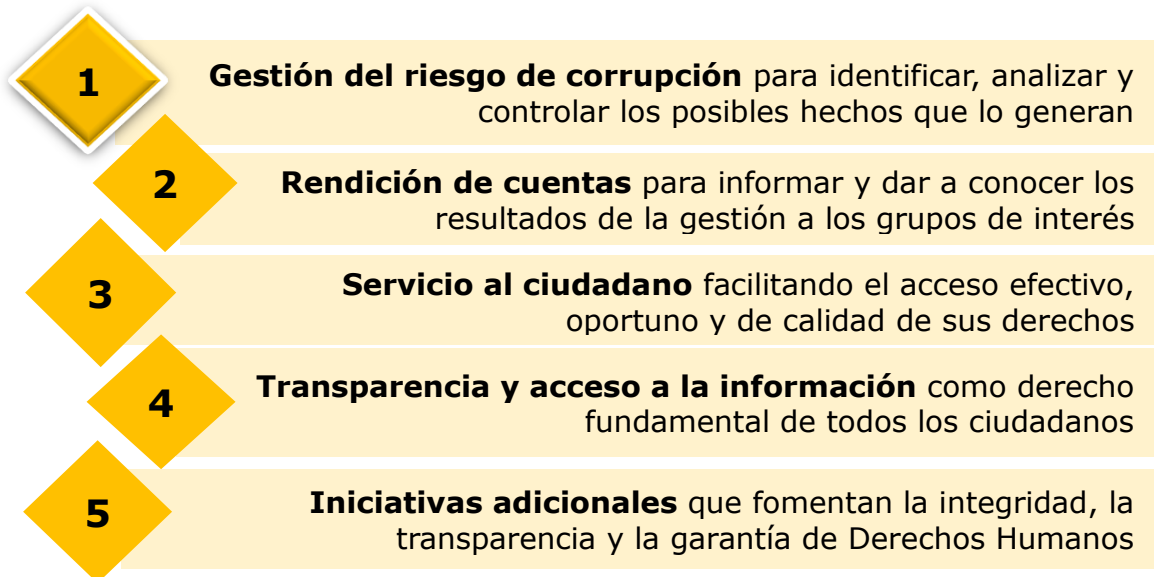 1
Gestión del riesgo de corrupción para identificar, analizar y
controlar los posibles hechos que lo generan
2
Rendición de cuentas para informar y dar a conocer los
resultados de la gestión a los grupos de interés
3
Servicio al ciudadano facilitando el acceso efectivo,
oportuno y de calidad de sus derechos
4
Transparencia y acceso a la información como derecho
fundamental de todos los ciudadanos
5
Iniciativas adicionales que fomentan la integridad, la
transparencia y la garantía de Derechos Humanos